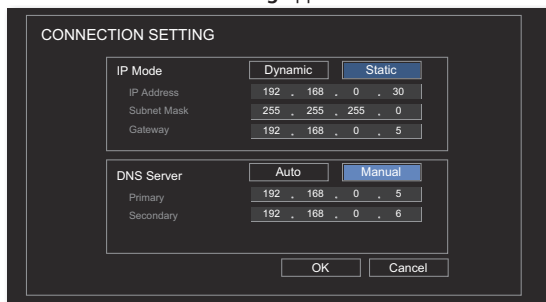 CONNECTION SETTING
IP Mode Dynamic Static
IP Address 192 . 168 . 0 . 30
Subnet Mask 255 . 255 . 255 . 0
Gateway 192 . 168 . 0 . 5
DNS Server Auto Manual
Primary 192 . 168 . 0 . 5
Secondary 192 . 168 . 0 . 6
OK Cancel